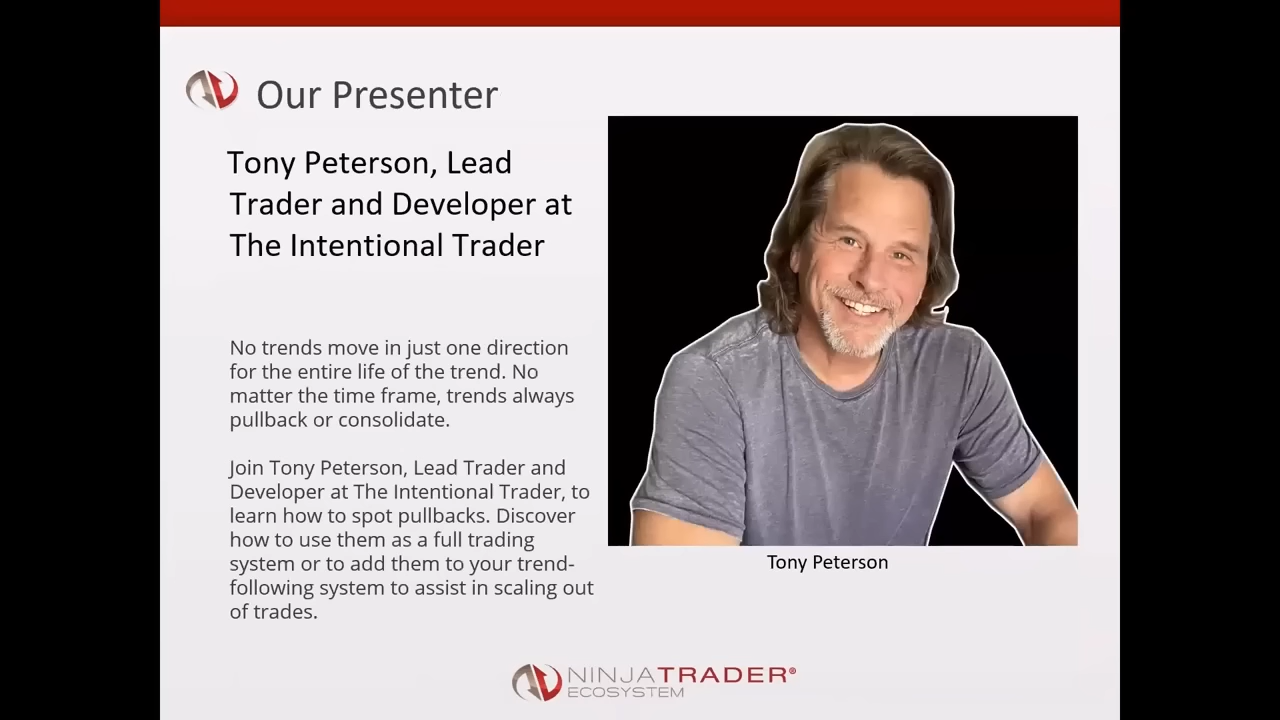 Our Presenter
Tony Peterson, Lead
Trader and Developer at
The Intentional Trader
No trends move in just one direction
for the entire life of the trend. No
matter the time frame, trends always
pullback or consolidate.
Join Tony Peterson, Lead Trader and
Developer at The Intentional Trader, to
learn how to spot pullbacks. Discover
how to use them as a full trading
system or to add them to your trend-
following system to assist in scaling out
of trades.
Tony Peterson
NINJATRADER®
ECOSYSTEM